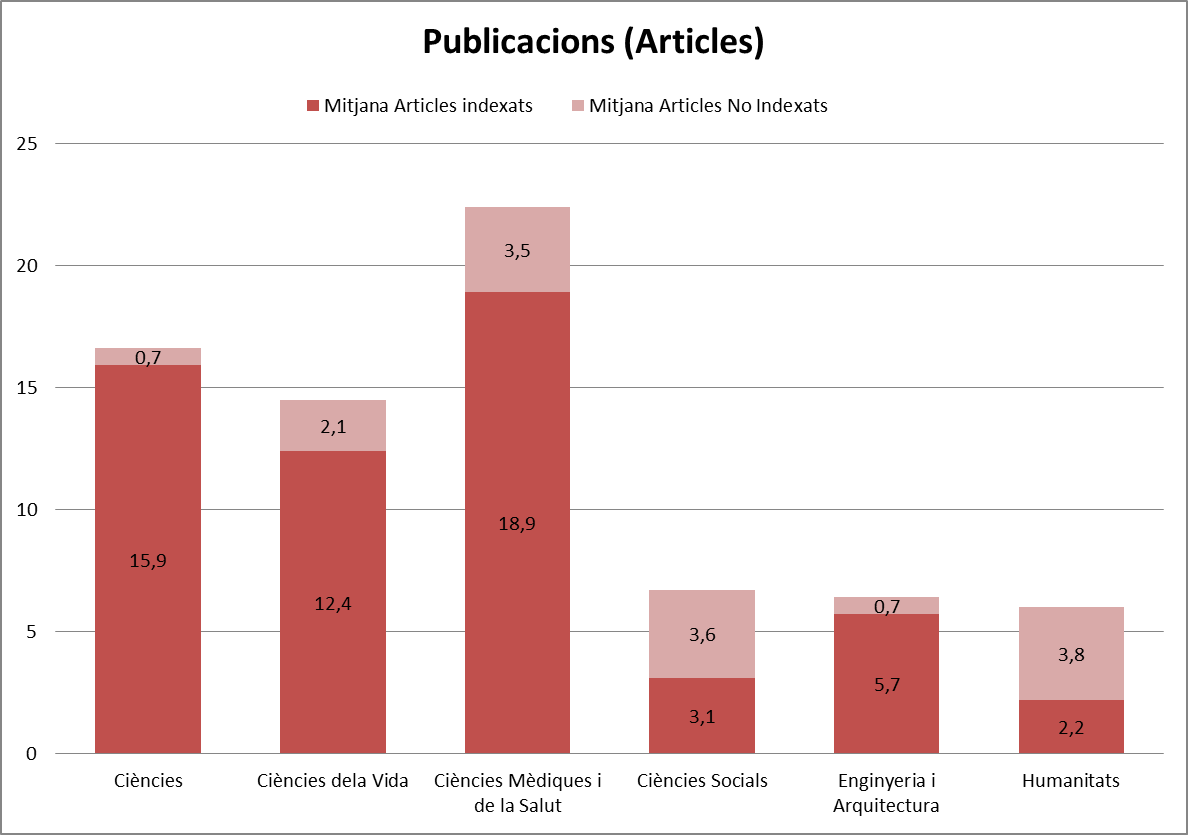 Publicacions (Articles)
Mitjana Articles indexats
Mitjana Articles No Indexats
25
20
15
10
5
0
0,7
15,9
2,1
12,4
3,5
18,9
3,6
3,1
0,7
5,7
3,8
2,2
Ciències
Ciències dela Vida
Ciències Mèdiques i
de la Salut
Ciències Socials
Enginyeria i
Arquitectura
Humanitats